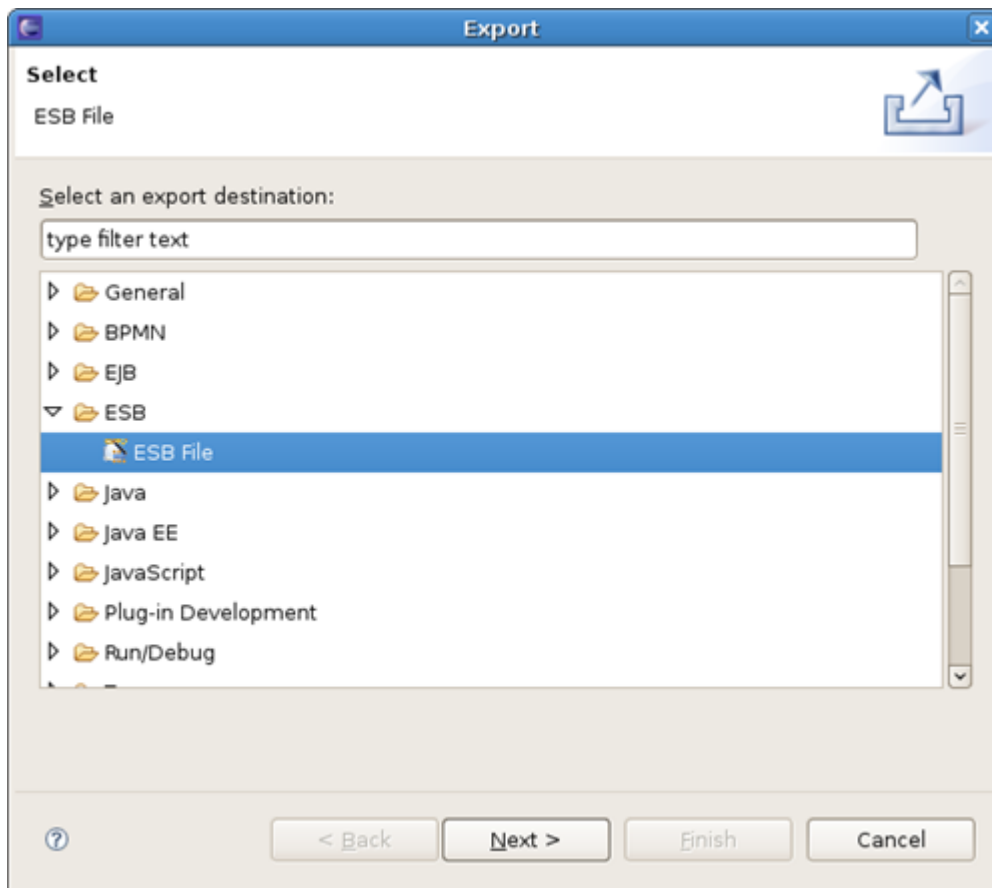 Export
Select
ESB File
Select an export destination:
type filter text
General
BPMN
EJB
ESB
ESB File
Java
Java EE
JavaScript
Plug-in Development
Run/Debug
< Back Next > Finish Cancel